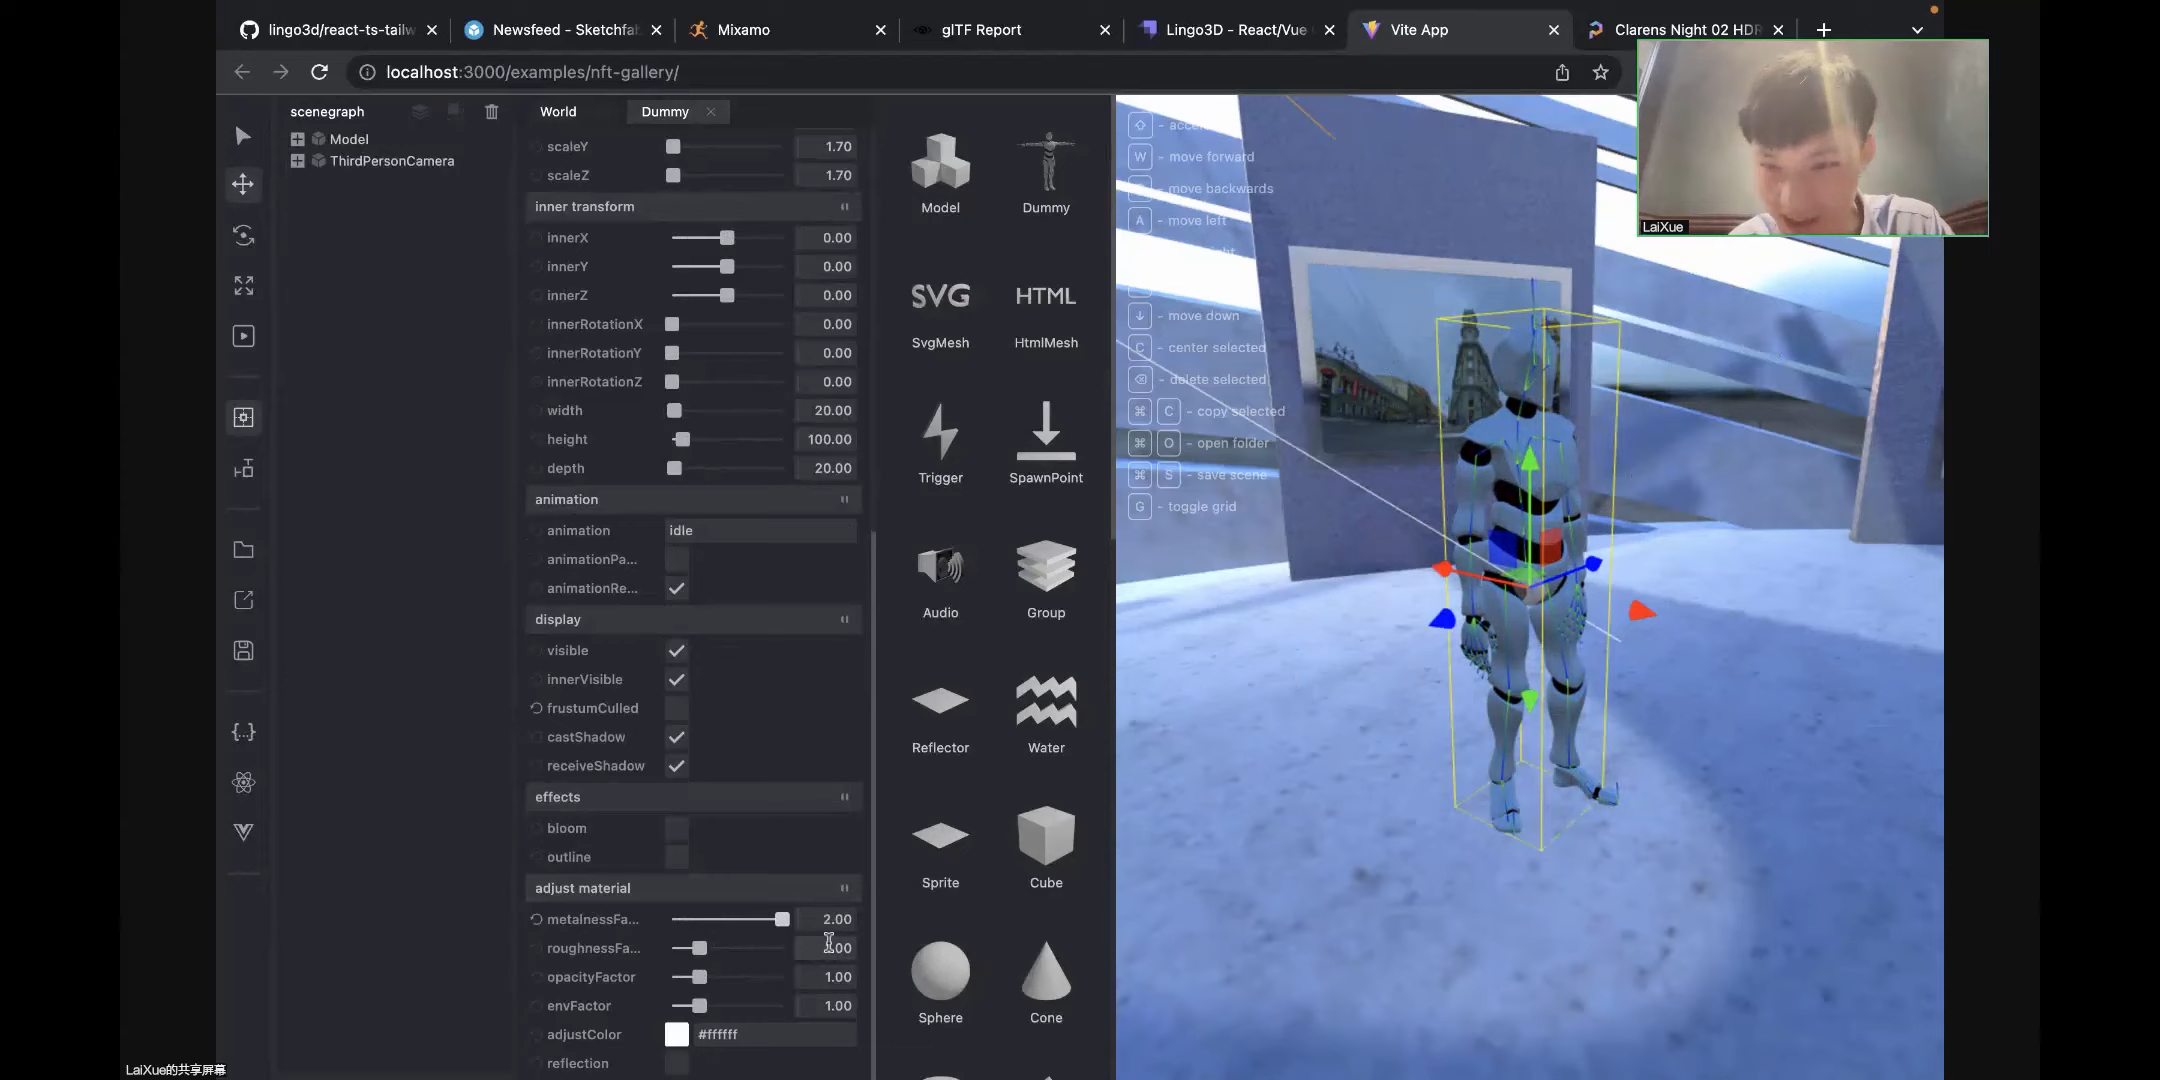 lingo3d/react-ts-tailw
Newsfeed - Sketchfa
Mixamo
glTF Report
Lingo3D - React/Vue
Vite App
Clarens Night 02 HDR
localhost:3000/examples/nft-gallery/
scenegraph
Model
ThirdPersonCamera
World
Dummy
scaleY 1.70
scaleZ 1.70
inner transform
innerX 0.00
innerY 0.00
innerZ 0.00
innerRotationX 0.00
innerRotationY 0.00
innerRotationZ 0.00
width 20.00
height 100.00
depth 20.00
animation
animation idle
animationPa...
animationRe...
display
visible
innerVisible
frustumCulled
castShadow
receiveShadow
effects
bloom
outline
adjust material
metalnessFa... 2.00
roughnessFa... .00
opacityFactor 1.00
envFactor 1.00
adjustColor #ffffff
reflection
Model
Dummy
SVG
HTML
SvgMesh
HtmlMesh
Trigger
SpawnPoint
Audio
Group
Reflector
Water
Sprite
Cube
Sphere
Cone
- acce
W - move forward
- move backwards
A - move left
↓ - move down
C - center selected
- delete selected
⌘ C - copy selected
⌘ O - open folder
⌘ S - save scene
G - toggle grid
LaiXue
LaiXue的共享屏幕